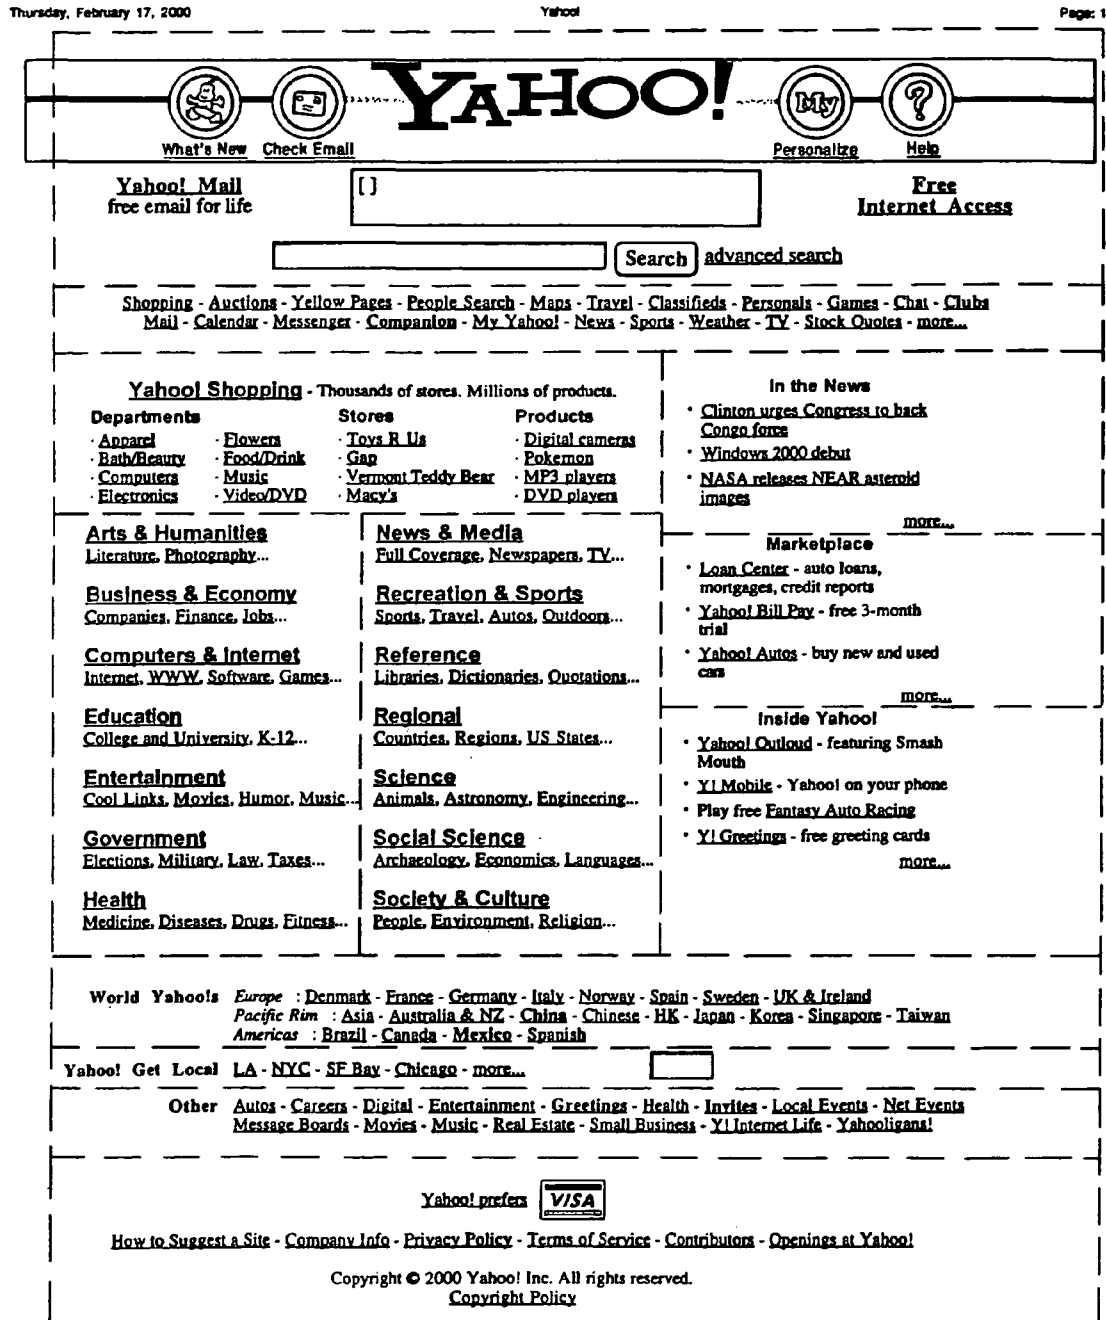 Thursday, February 17, 2000 Yahoo! Page: 1
YAHOO!
My ?
What's New Check Email Personalize Help
Yahoo! Mail
free email for life
[ ]
Free
Internet Access
Search advanced search
Shopping - Auctions - Yellow Pages - People Search - Maps - Travel - Classifieds - Personals - Games - Chat - Clubs
Mail - Calendar - Messenger - Companion - My Yahoo! - News - Sports - Weather - TV - Stock Quotes - more...
Yahoo! Shopping - Thousands of stores. Millions of products.
Departments Stores Products
· Apparel · Flowers · Toys R Us · Digital cameras
· Bath/Beauty · Food/Drink · Gap · Pokemon
· Computers · Music · Vermont Teddy Bear · MP3 players
· Electronics · Video/DVD · Macy's · DVD players
Arts & Humanities
Literature, Photography...
Business & Economy
Companies, Finance, Jobs...
Computers & Internet
Internet, WWW, Software, Games...
Education
College and University, K-12...
Entertainment
Cool Links, Movies, Humor, Music...
Government
Elections, Military, Law, Taxes...
Health
Medicine, Diseases, Drugs, Fitness...
News & Media
Full Coverage, Newspapers, TV...
Recreation & Sports
Sports, Travel, Autos, Outdoors...
Reference
Libraries, Dictionaries, Quotations...
Regional
Countries, Regions, US States...
Science
Animals, Astronomy, Engineering...
Social Science
Archaeology, Economics, Languages...
Society & Culture
People, Environment, Religion...
In the News
· Clinton urges Congress to back
Congo force
· Windows 2000 debut
· NASA releases NEAR asteroid
images
more...
Marketplace
· Loan Center - auto loans,
mortgages, credit reports
· Yahoo! Bill Pay - free 3-month
trial
· Yahoo! Autos - buy new and used
cars
more...
Inside Yahoo!
· Yahoo! Outloud - featuring Smash
Mouth
· Y! Mobile - Yahoo! on your phone
· Play free Fantasy Auto Racing
· Y! Greetings - free greeting cards
more...
World Yahoo!s Europe : Denmark - France - Germany - Italy - Norway - Spain - Sweden - UK & Ireland
Pacific Rim : Asia - Australia & NZ - China - Chinese - HK - Japan - Korea - Singapore - Taiwan
Americas : Brazil - Canada - Mexico - Spanish
Yahoo! Get Local LA - NYC - SF Bay - Chicago - more...
Other Autos - Careers - Digital - Entertainment - Greetings - Health - Invites - Local Events - Net Events
Message Boards - Movies - Music - Real Estate - Small Business - Y! Internet Life - Yahooligans!
Yahoo! prefers VISA
How to Suggest a Site - Company Info - Privacy Policy - Terms of Service - Contributors - Openings at Yahoo!
Copyright © 2000 Yahoo! Inc. All rights reserved.
Copyright Policy